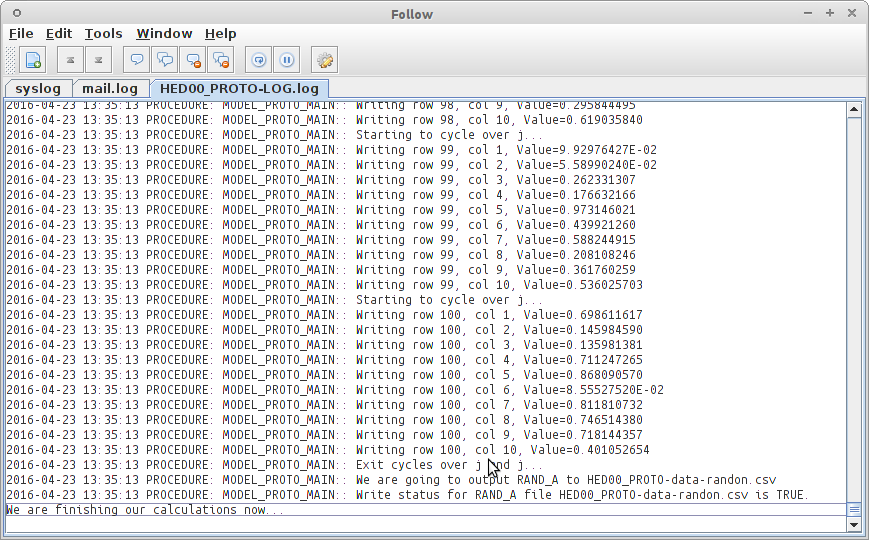 Follow
File Edit Tools Window Help
syslog mail.log HED00_PROTO-LOG.log
2016-04-23 13:35:13 PROCEDURE: MODEL_PROTO_MAIN:: Writing row 98, col 9, Value=0.295844495
2016-04-23 13:35:13 PROCEDURE: MODEL_PROTO_MAIN:: Writing row 98, col 10, Value=0.619035840
2016-04-23 13:35:13 PROCEDURE: MODEL_PROTO_MAIN:: Starting to cycle over j...
2016-04-23 13:35:13 PROCEDURE: MODEL_PROTO_MAIN:: Writing row 99, col 1, Value=9.92976427E-02
2016-04-23 13:35:13 PROCEDURE: MODEL_PROTO_MAIN:: Writing row 99, col 2, Value=5.58990240E-02
2016-04-23 13:35:13 PROCEDURE: MODEL_PROTO_MAIN:: Writing row 99, col 3, Value=0.262331307
2016-04-23 13:35:13 PROCEDURE: MODEL_PROTO_MAIN:: Writing row 99, col 4, Value=0.176632166
2016-04-23 13:35:13 PROCEDURE: MODEL_PROTO_MAIN:: Writing row 99, col 5, Value=0.973146021
2016-04-23 13:35:13 PROCEDURE: MODEL_PROTO_MAIN:: Writing row 99, col 6, Value=0.439921260
2016-04-23 13:35:13 PROCEDURE: MODEL_PROTO_MAIN:: Writing row 99, col 7, Value=0.588244915
2016-04-23 13:35:13 PROCEDURE: MODEL_PROTO_MAIN:: Writing row 99, col 8, Value=0.208108246
2016-04-23 13:35:13 PROCEDURE: MODEL_PROTO_MAIN:: Writing row 99, col 9, Value=0.361760259
2016-04-23 13:35:13 PROCEDURE: MODEL_PROTO_MAIN:: Writing row 99, col 10, Value=0.536025703
2016-04-23 13:35:13 PROCEDURE: MODEL_PROTO_MAIN:: Starting to cycle over j...
2016-04-23 13:35:13 PROCEDURE: MODEL_PROTO_MAIN:: Writing row 100, col 1, Value=0.698611617
2016-04-23 13:35:13 PROCEDURE: MODEL_PROTO_MAIN:: Writing row 100, col 2, Value=0.145984590
2016-04-23 13:35:13 PROCEDURE: MODEL_PROTO_MAIN:: Writing row 100, col 3, Value=0.135981381
2016-04-23 13:35:13 PROCEDURE: MODEL_PROTO_MAIN:: Writing row 100, col 4, Value=0.711247265
2016-04-23 13:35:13 PROCEDURE: MODEL_PROTO_MAIN:: Writing row 100, col 5, Value=0.868090570
2016-04-23 13:35:13 PROCEDURE: MODEL_PROTO_MAIN:: Writing row 100, col 6, Value=8.55527520E-02
2016-04-23 13:35:13 PROCEDURE: MODEL_PROTO_MAIN:: Writing row 100, col 7, Value=0.811810732
2016-04-23 13:35:13 PROCEDURE: MODEL_PROTO_MAIN:: Writing row 100, col 8, Value=0.746514380
2016-04-23 13:35:13 PROCEDURE: MODEL_PROTO_MAIN:: Writing row 100, col 9, Value=0.718144357
2016-04-23 13:35:13 PROCEDURE: MODEL_PROTO_MAIN:: Writing row 100, col 10, Value=0.401052654
2016-04-23 13:35:13 PROCEDURE: MODEL_PROTO_MAIN:: Exit cycles over j and j...
2016-04-23 13:35:13 PROCEDURE: MODEL_PROTO_MAIN:: We are going to output RAND_A to HED00_PROTO-data-randon.csv
2016-04-23 13:35:13 PROCEDURE: MODEL_PROTO_MAIN:: Write status for RAND_A file HED00_PROTO-data-randon.csv is TRUE.
We are finishing our calculations now...